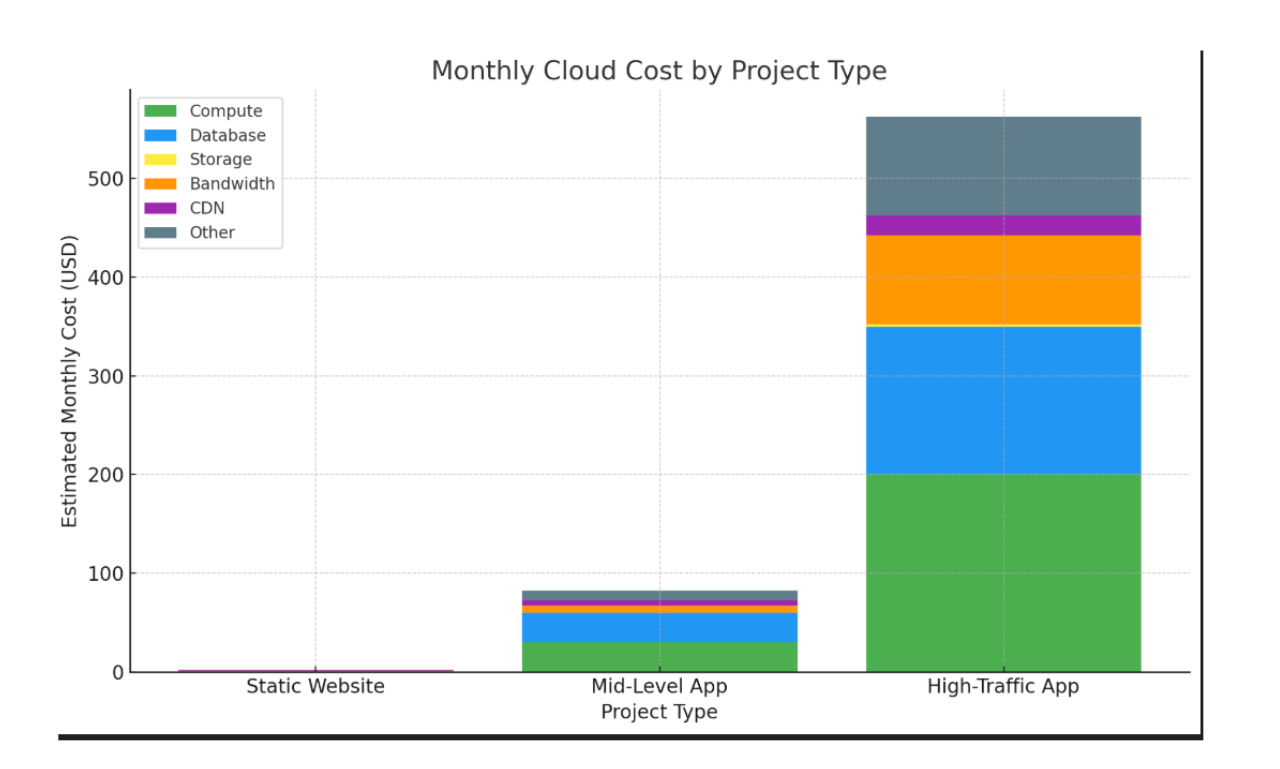 Monthly Cloud Cost by Project Type
Compute
Database
Storage
Bandwidth
CDN
Other
Estimated Monthly Cost (USD)
500
400
300
200
100
0
Static Website
Mid-Level App
High-Traffic App
Project Type